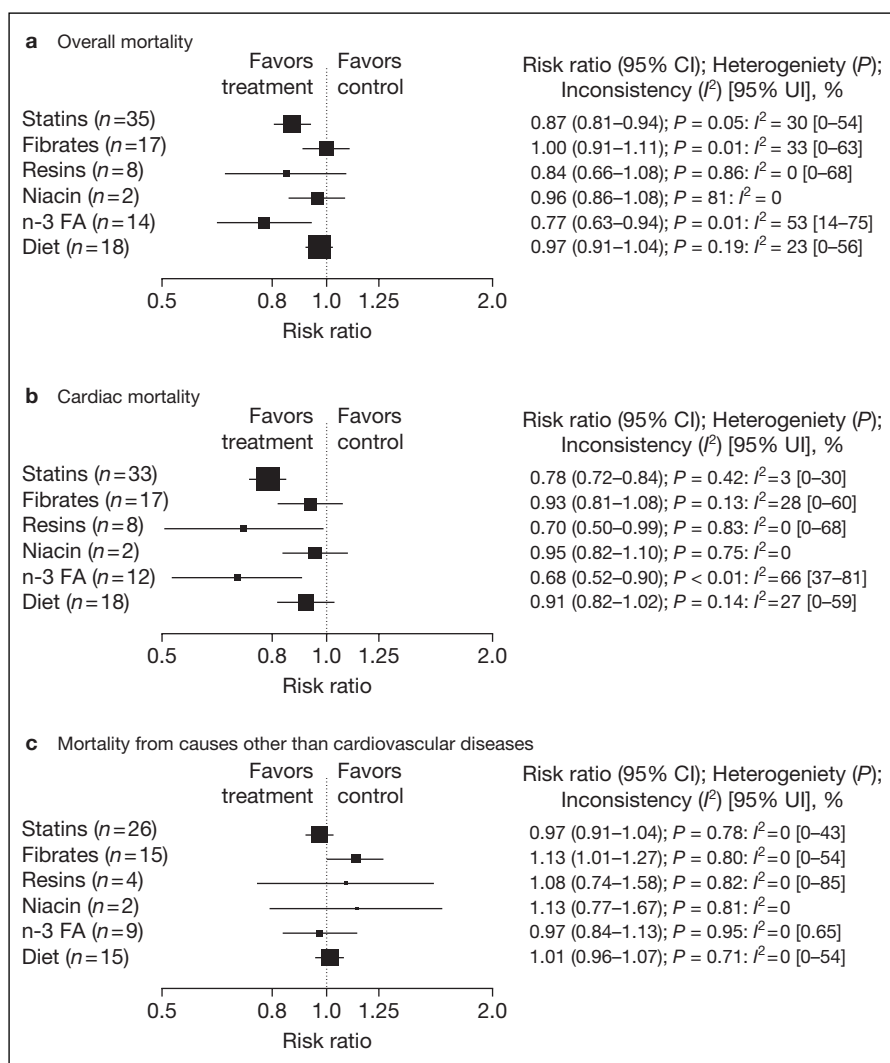 a Overall mortality
Favors treatment
Favors control
Risk ratio (95% CI); Heterogeniety (P);
Inconsistency (I²) [95% UI], %
Statins (n=35) 0.87 (0.81–0.94); P = 0.05: I² = 30 [0–54]
Fibrates (n=17) 1.00 (0.91–1.11); P = 0.01: I² = 33 [0–63]
Resins (n=8) 0.84 (0.66–1.08); P = 0.86: I² = 0 [0–68]
Niacin (n=2) 0.96 (0.86–1.08); P = 81: I² = 0
n-3 FA (n=14) 0.77 (0.63–0.94); P = 0.01: I² = 53 [14–75]
Diet (n=18) 0.97 (0.91–1.04); P = 0.19: I² = 23 [0–56]
0.5 0.8 1.0 1.25 2.0
Risk ratio
b Cardiac mortality
Favors treatment
Favors control
Risk ratio (95% CI); Heterogeniety (P);
Inconsistency (I²) [95% UI], %
Statins (n=33) 0.78 (0.72–0.84); P = 0.42: I²=3 [0–30]
Fibrates (n=17) 0.93 (0.81–1.08); P = 0.13: I²=28 [0–60]
Resins (n=8) 0.70 (0.50–0.99); P = 0.83: I²=0 [0–68]
Niacin (n=2) 0.95 (0.82–1.10); P = 0.75: I²=0
n-3 FA (n=12) 0.68 (0.52–0.90); P < 0.01: I²=66 [37–81]
Diet (n=18) 0.91 (0.82–1.02); P = 0.14: I²=27 [0–59]
0.5 0.8 1.0 1.25 2.0
Risk ratio
c Mortality from causes other than cardiovascular diseases
Favors treatment
Favors control
Risk ratio (95% CI); Heterogeniety (P);
Inconsistency (I²) [95% UI], %
Statins (n=26) 0.97 (0.91–1.04); P = 0.78: I²=0 [0–43]
Fibrates (n=15) 1.13 (1.01–1.27); P = 0.80: I²=0 [0–54]
Resins (n=4) 1.08 (0.74–1.58); P = 0.82: I²=0 [0–85]
Niacin (n=2) 1.13 (0.77–1.67); P = 0.81: I²=0
n-3 FA (n=9) 0.97 (0.84–1.13); P = 0.95: I²=0 [0.65]
Diet (n=15) 1.01 (0.96–1.07); P = 0.71: I²=0 [0–54]
0.5 0.8 1.0 1.25 2.0
Risk ratio